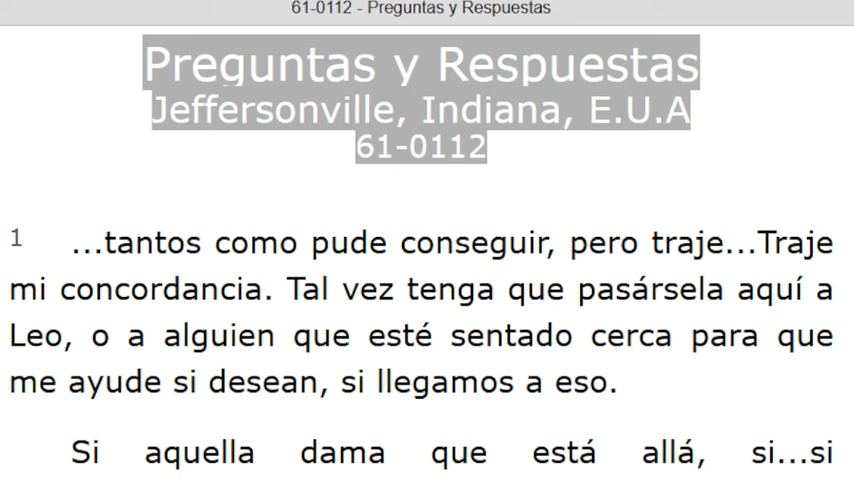 61-0112 - Preguntas y Respuestas
Preguntas y Respuestas
Jeffersonville, Indiana, E.U.A
61-0112
1 ...tantos como pude conseguir, pero traje...Traje
mi concordancia. Tal vez tenga que pasársela aquí a
Leo, o a alguien que esté sentado cerca para que
me ayude si desean, si llegamos a eso.
Si aquella dama que está allá, si...si